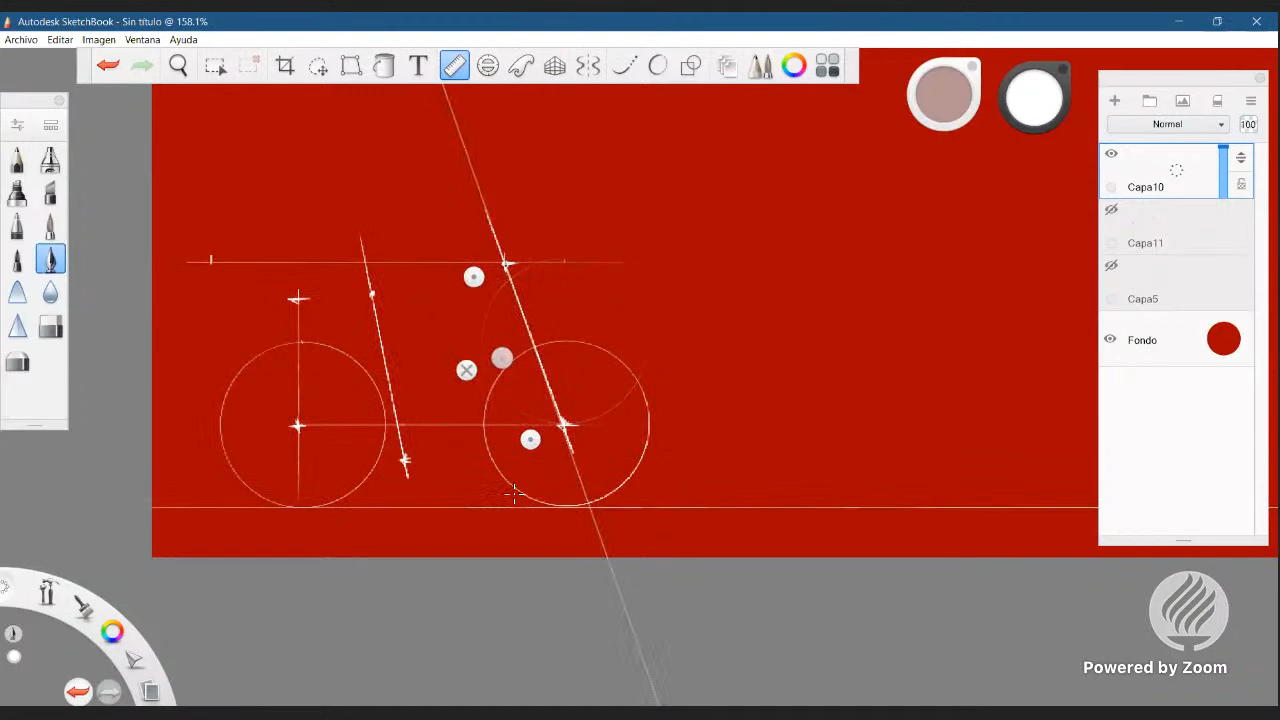 Autodesk SketchBook - Sin título @ 158.1%
Archivo Editar Imagen Ventana Ayuda
T
Normal
100
Capa10
Capa11
Capa5
Fondo
Powered by Zoom